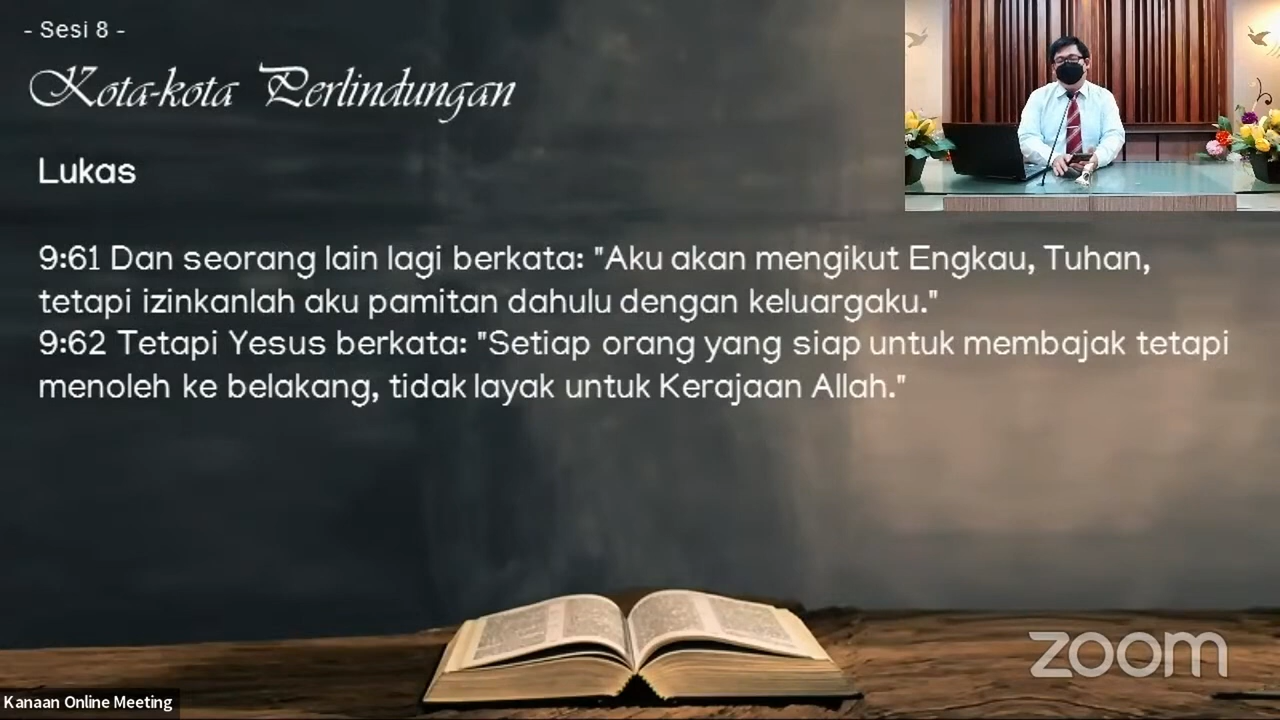 - Sesi 8 -
Kota-kota Perlindungan
Lukas
9:61 Dan seorang lain lagi berkata: "Aku akan mengikut Engkau, Tuhan,
tetapi izinkanlah aku pamitan dahulu dengan keluargaku."
9:62 Tetapi Yesus berkata: "Setiap orang yang siap untuk membajak tetapi
menoleh ke belakang, tidak layak untuk Kerajaan Allah."
zoom
Kanaan Online Meeting